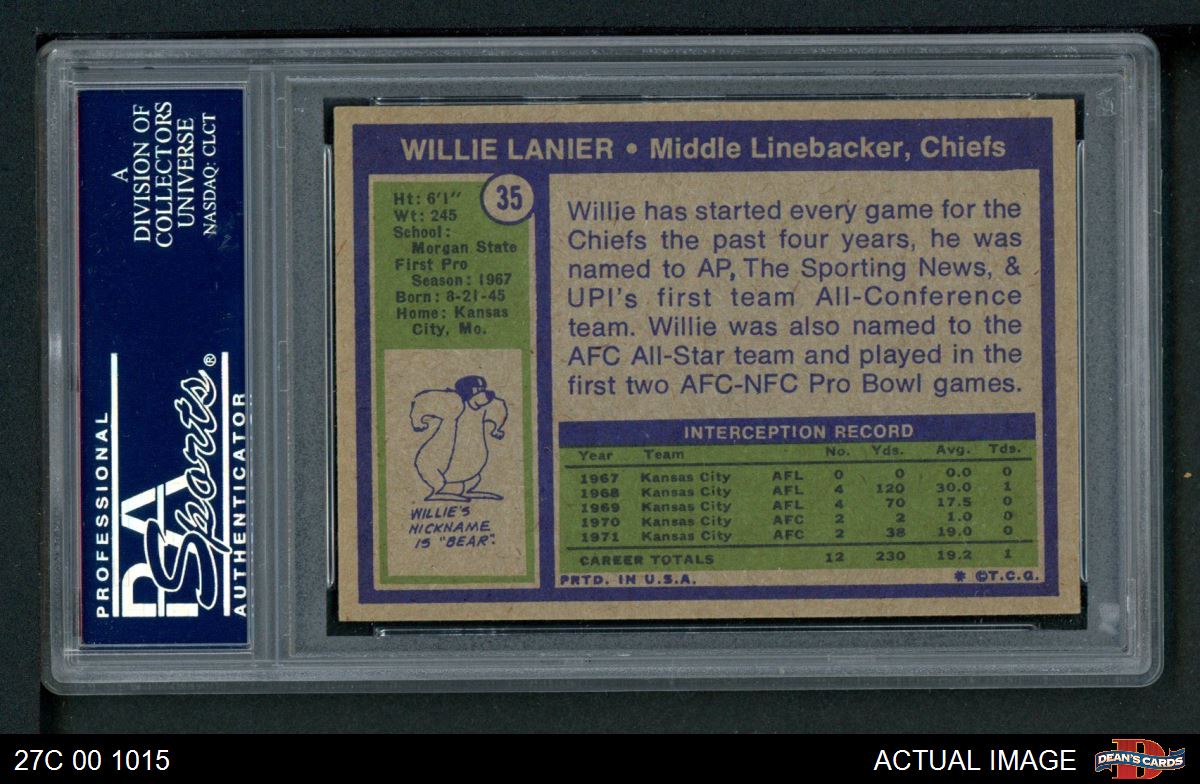 A
DIVISION OF
COLLECTORS
UNIVERSE
NASDAQ: CLCT
PROFESSIONAL
PSA
Sports®
AUTHENTICATOR
WILLIE LANIER • Middle Linebacker, Chiefs
35
Ht: 6'1"
Wt: 245
School:
Morgan State
First Pro
Season: 1967
Born: 8-21-45
Home: Kansas
City, Mo.
WILLIE'S
NICKNAME
IS "BEAR".
Willie has started every game for the
Chiefs the past four years, he was
named to AP, The Sporting News, &
UPI's first team All-Conference
team. Willie was also named to the
AFC All-Star team and played in the
first two AFC-NFC Pro Bowl games.
INTERCEPTION RECORD
Year Team No. Yds. Avg. Tds.
1967 Kansas City AFL 0 0 0.0 0
1968 Kansas City AFL 4 120 30.0 1
1969 Kansas City AFL 4 70 17.5 0
1970 Kansas City AFC 2 2 1.0 0
1971 Kansas City AFC 2 38 19.0 0
CAREER TOTALS 12 230 19.2 1
PRTD. IN U.S.A. * ©T.C.G.
27C 00 1015
ACTUAL IMAGE
D
DEAN'S CARDS